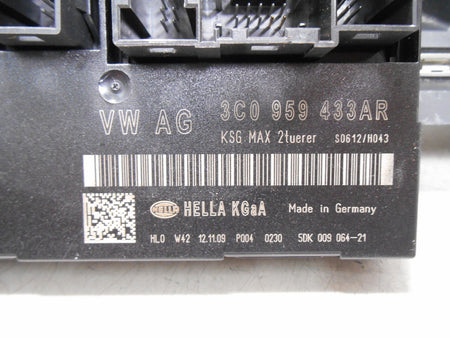 VW AG 3C0 959 433AR
KSG MAX 2tuerer S0612/H043
HELLA HELLA KGaA Made in Germany
HL0 W42 12.11.09 P004 0230 5DK 009 064-21